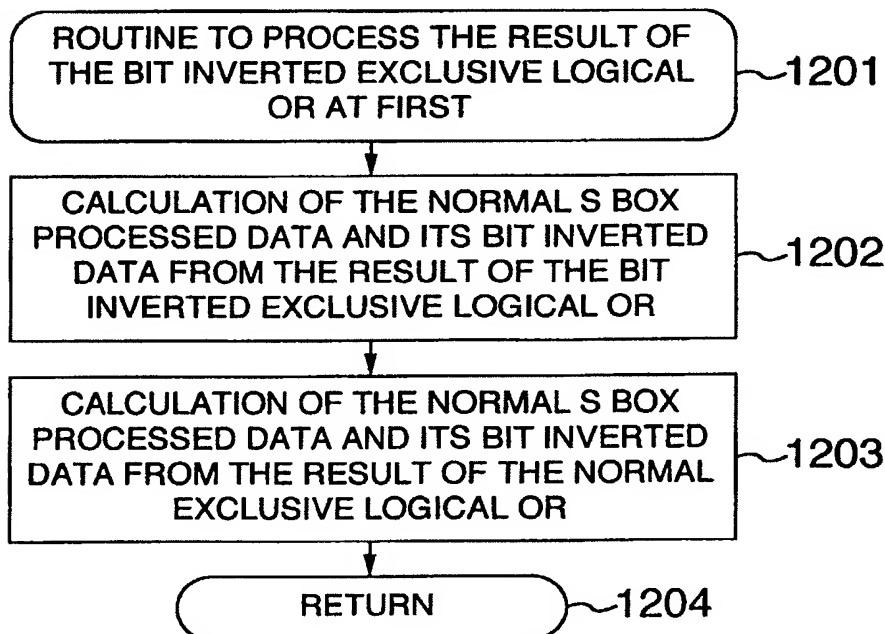 ROUTINE TO PROCESS THE RESULT OF
THE BIT INVERTED EXCLUSIVE LOGICAL
OR AT FIRST
1201
CALCULATION OF THE NORMAL S BOX
PROCESSED DATA AND ITS BIT INVERTED
DATA FROM THE RESULT OF THE BIT
INVERTED EXCLUSIVE LOGICAL OR
1202
CALCULATION OF THE NORMAL S BOX
PROCESSED DATA AND ITS BIT INVERTED
DATA FROM THE RESULT OF THE NORMAL
EXCLUSIVE LOGICAL OR
1203
RETURN
1204